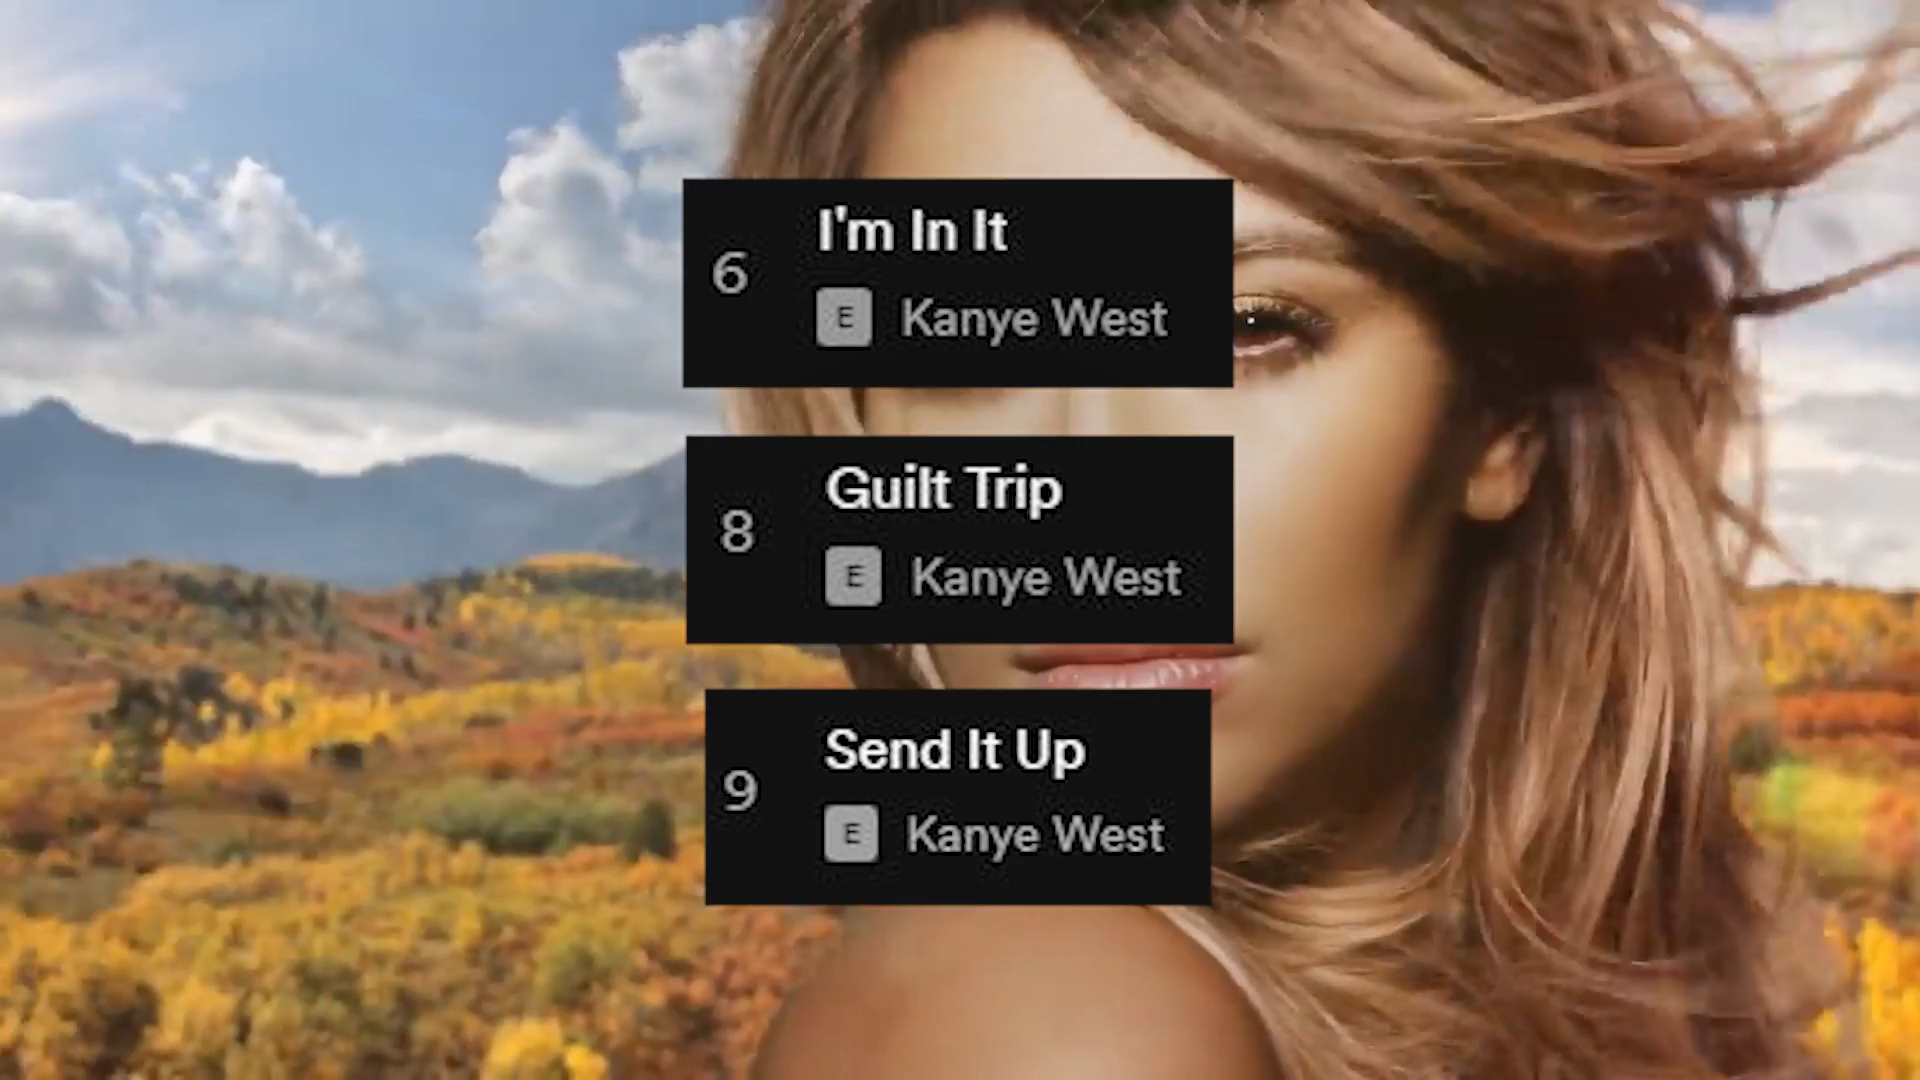 6
I'm In It
E Kanye West
8
Guilt Trip
E Kanye West
9
Send It Up
E Kanye West